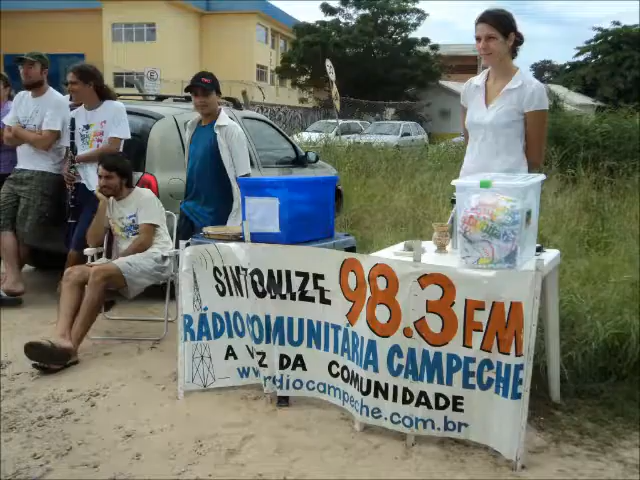 SINTONIZE 98.3 FM
RÁDIO COMUNITÁRIA CAMPECHE
A VOZ DA COMUNIDADE
www.radiocampeche.com.br
E